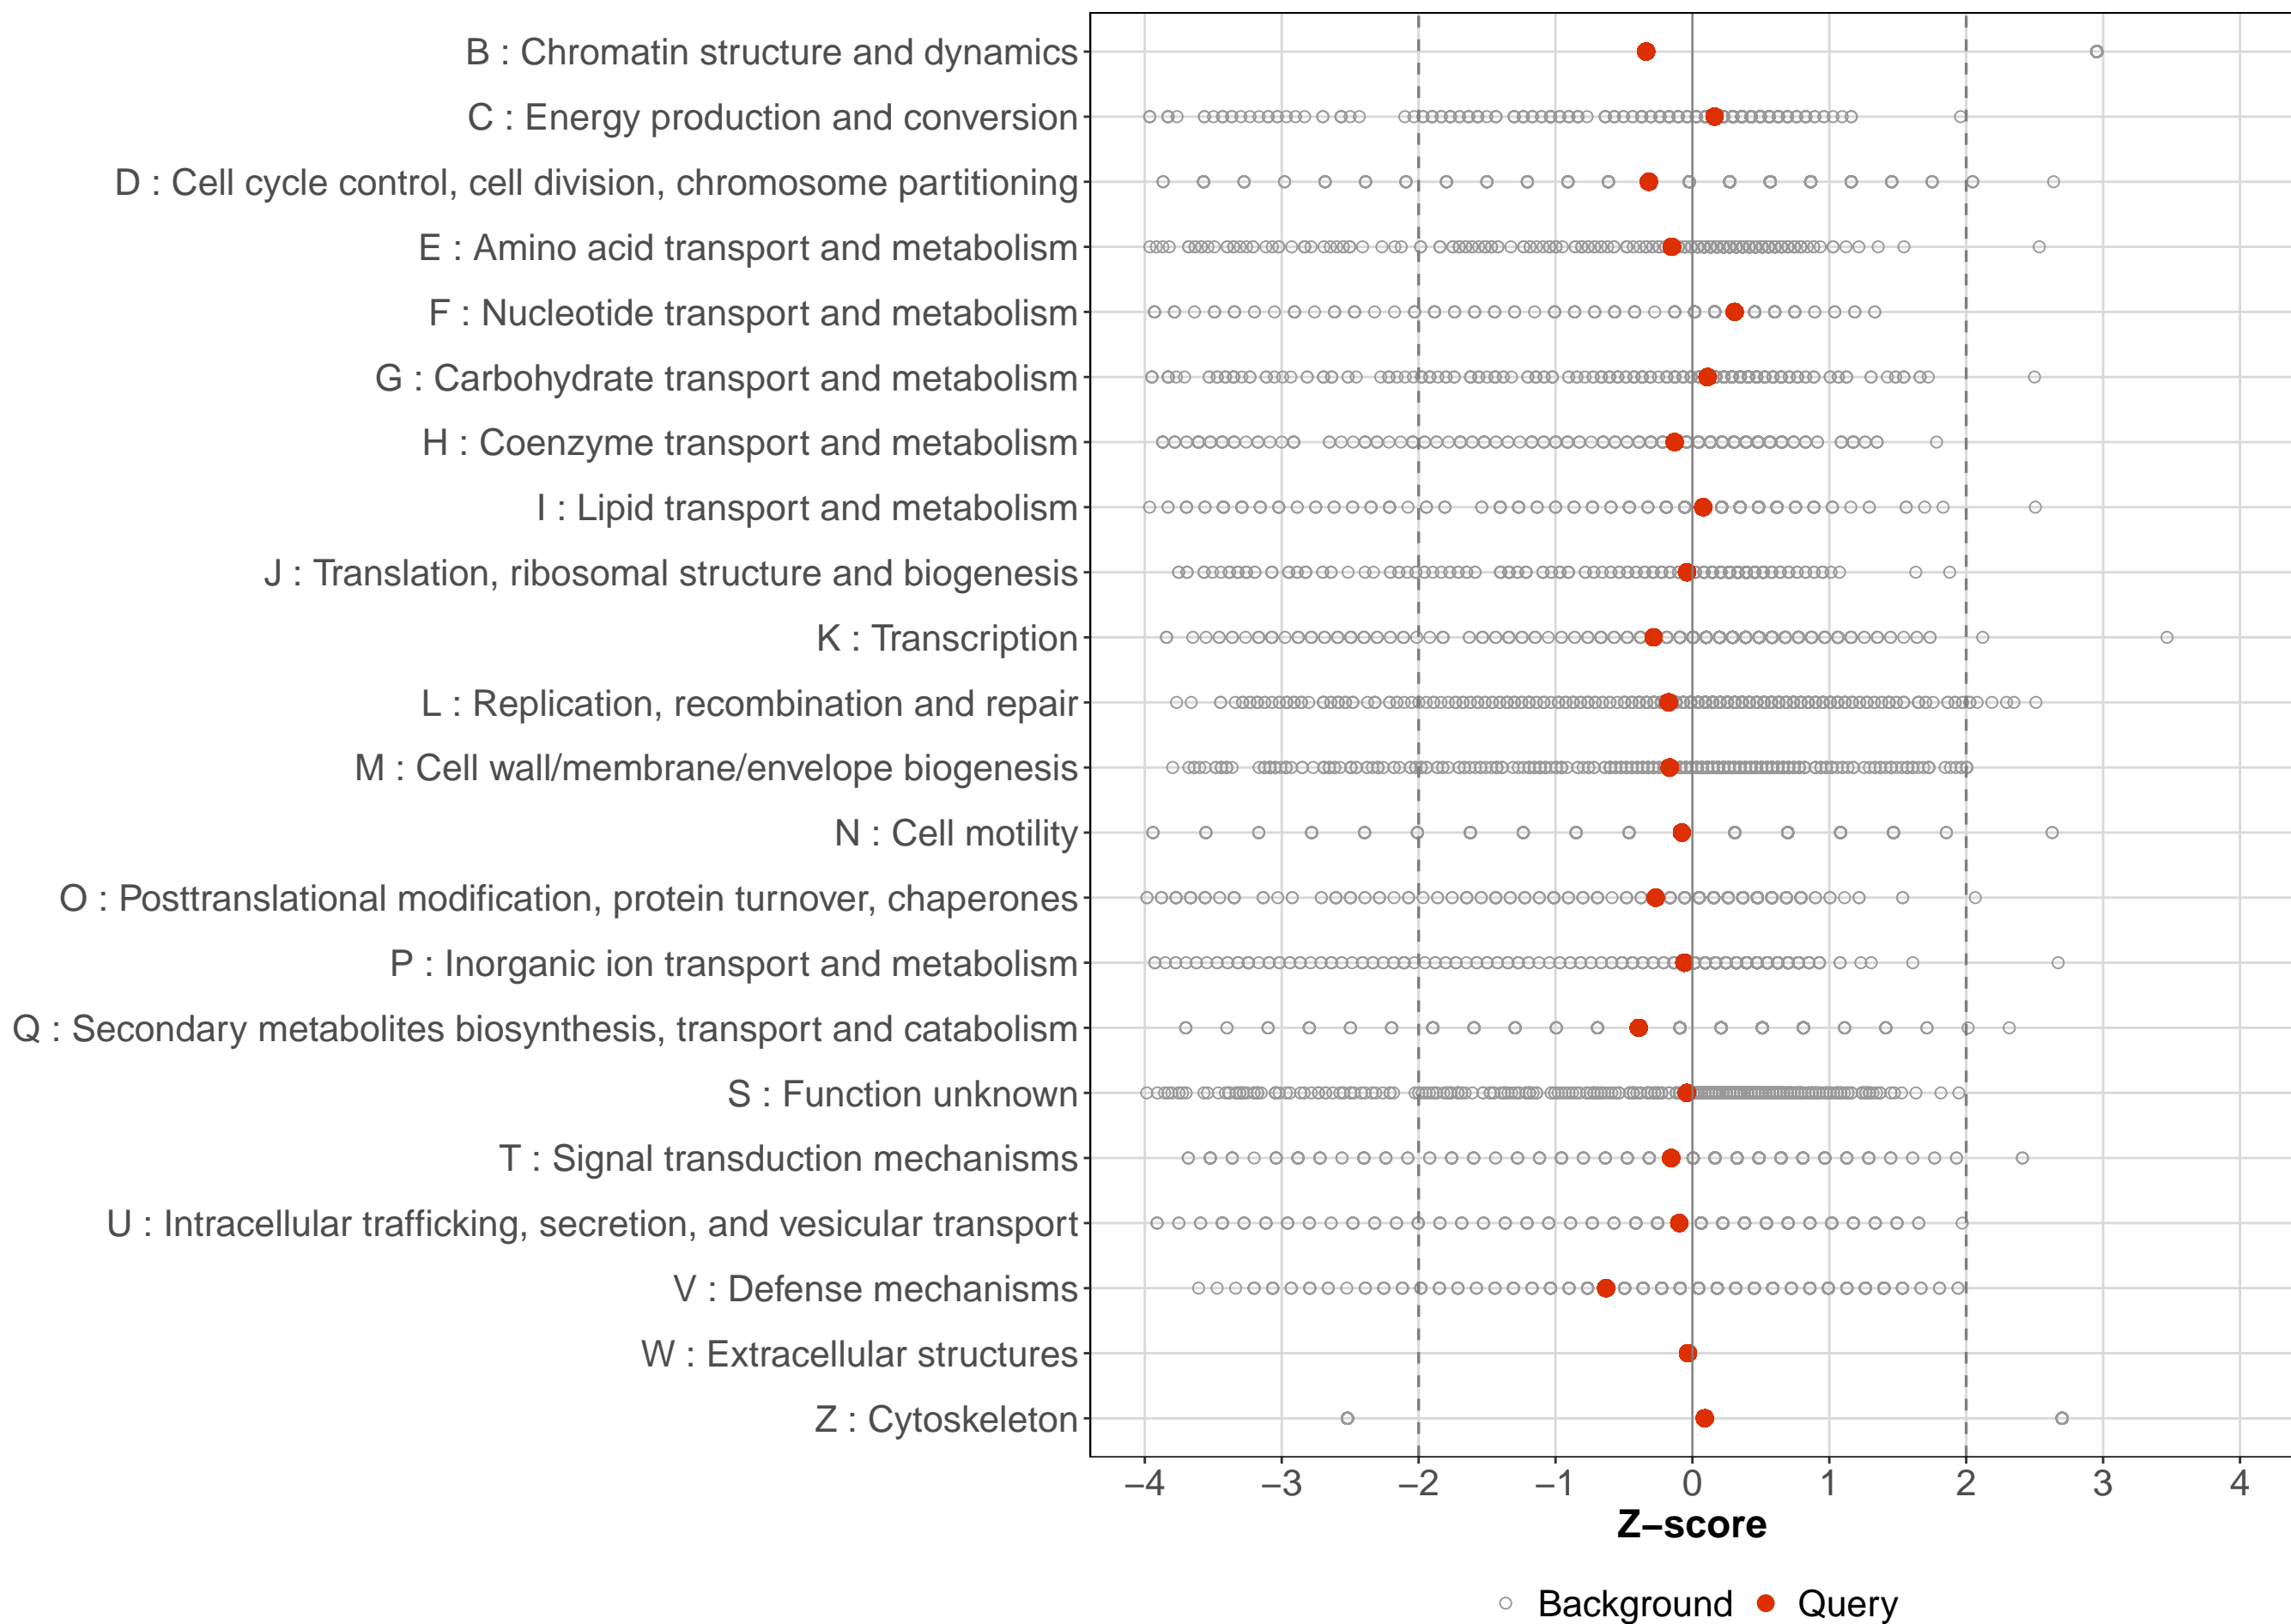 B : Chromatin structure and dynamics
C : Energy production and conversion
D : Cell cycle control, cell division, chromosome partitioning
E : Amino acid transport and metabolism
F : Nucleotide transport and metabolism
G : Carbohydrate transport and metabolism
H : Coenzyme transport and metabolism
I : Lipid transport and metabolism
J : Translation, ribosomal structure and biogenesis
K : Transcription
L : Replication, recombination and repair
M : Cell wall/membrane/envelope biogenesis
N : Cell motility
O : Posttranslational modification, protein turnover, chaperones
P : Inorganic ion transport and metabolism
Q : Secondary metabolites biosynthesis, transport and catabolism
S : Function unknown
T : Signal transduction mechanisms
U : Intracellular trafficking, secretion, and vesicular transport
V : Defense mechanisms
W : Extracellular structures
Z : Cytoskeleton
−4 −3 −2 −1 0 1 2 3 4
Z−score
Background Query